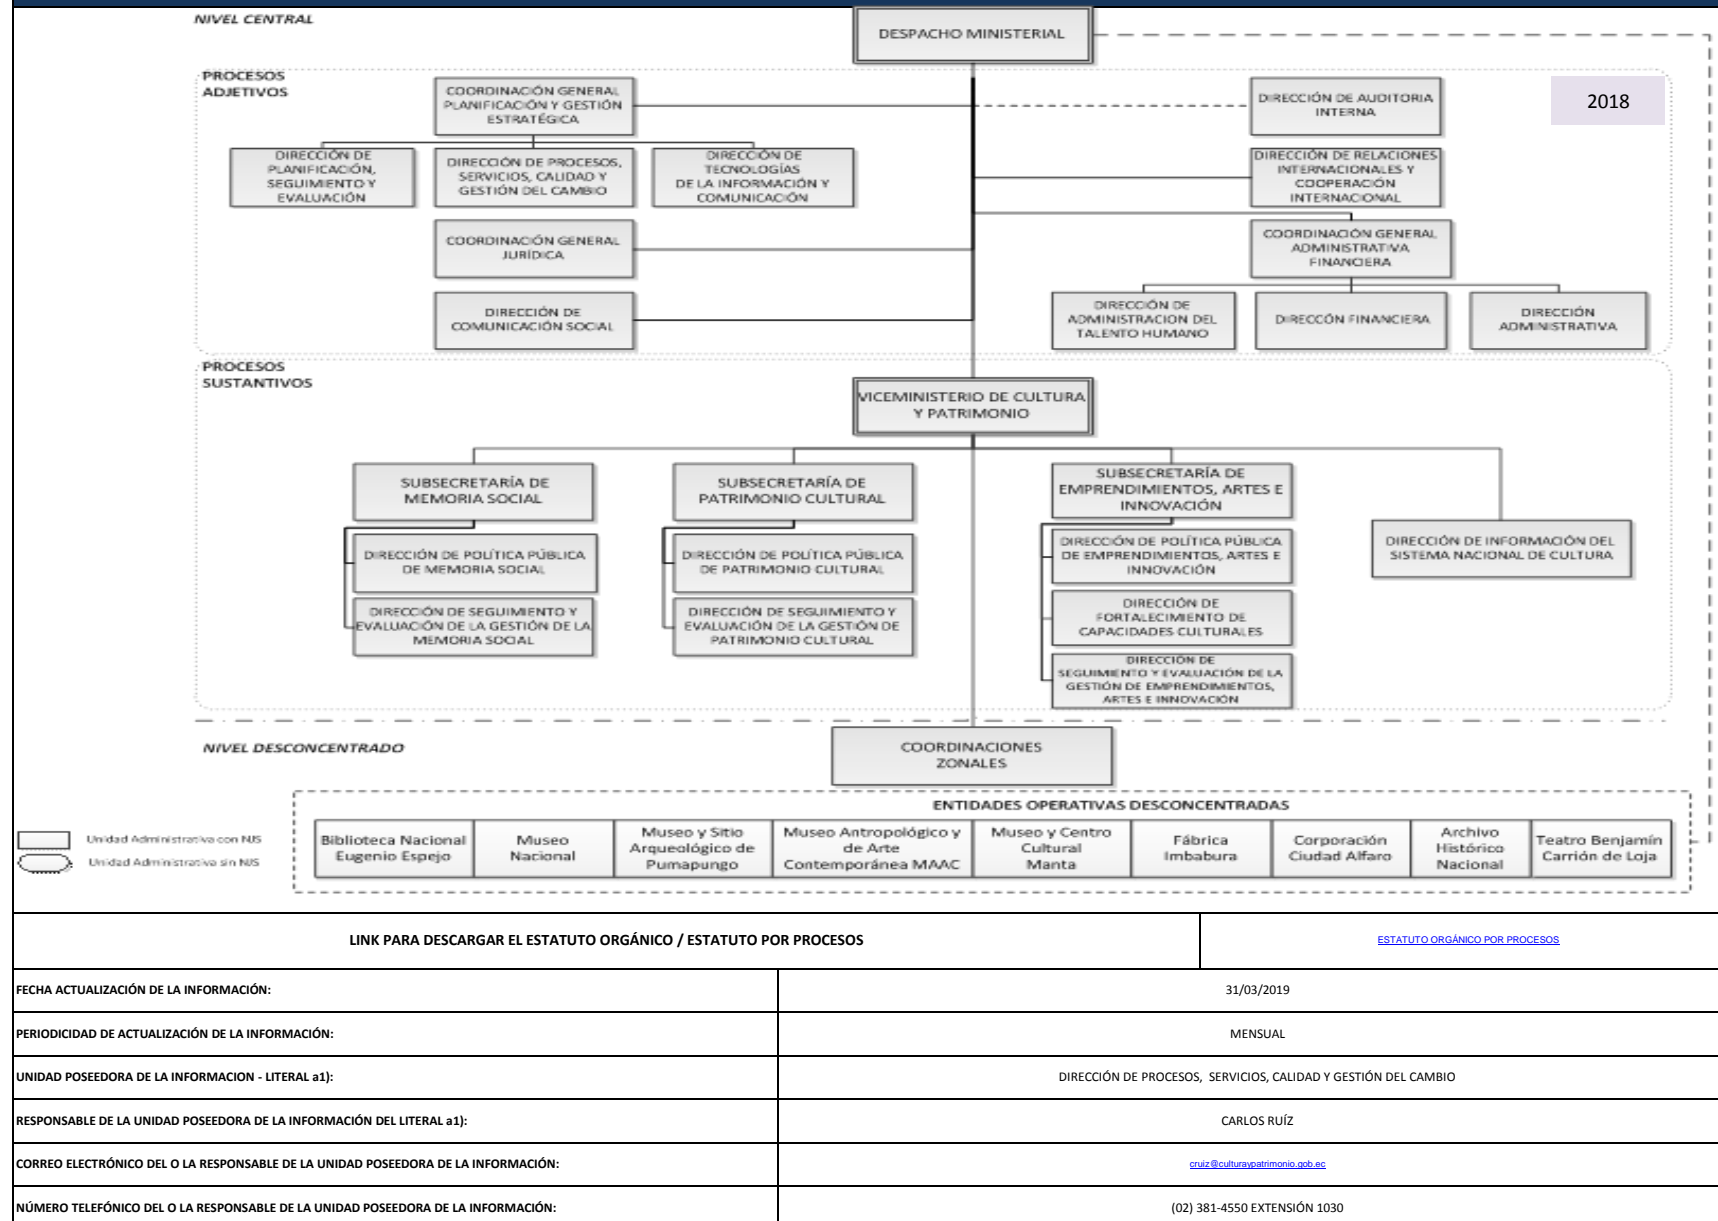 NIVEL CENTRAL
DESPACHO MINISTERIAL
PROCESOS
ADJETIVOS
COORDINACIÓN GENERAL
PLANIFICACIÓN Y GESTIÓN
ESTRATÉGICA
DIRECCIÓN DE AUDITORIA
INTERNA
2018
DIRECCIÓN DE
PLANIFICACIÓN,
SEGUIMIENTO Y
EVALUACIÓN
DIRECCIÓN DE PROCESOS,
SERVICIOS, CALIDAD Y
GESTIÓN DEL CAMBIO
DIRECCIÓN DE
TECNOLOGÍAS
DE LA INFORMACIÓN Y
COMUNICACIÓN
DIRECCIÓN DE RELACIONES
INTERNACIONALES Y
COOPERACIÓN
INTERNACIONAL
COORDINACIÓN GENERAL
JURÍDICA
COORDINACIÓN GENERAL
ADMINISTRATIVA
FINANCIERA
DIRECCIÓN DE
COMUNICACIÓN SOCIAL
DIRECCIÓN DE
ADMINISTRACION DEL
TALENTO HUMANO
DIRECCÓN FINANCIERA
DIRECCIÓN
ADMINISTRATIVA
PROCESOS
SUSTANTIVOS
VICEMINISTERIO DE CULTURA
Y PATRIMONIO
SUBSECRETARÍA DE
MEMORIA SOCIAL
SUBSECRETARÍA DE
PATRIMONIO CULTURAL
SUBSECRETARÍA DE
EMPRENDIMIENTOS, ARTES E
INNOVACIÓN
DIRECCIÓN DE POLÍTICA PÚBLICA
DE MEMORIA SOCIAL
DIRECCIÓN DE POLÍTICA PÚBLICA
DE PATRIMONIO CULTURAL
DIRECCIÓN DE POLÍTICA PÚBLICA
DE EMPRENDIMIENTOS, ARTES E
INNOVACIÓN
DIRECCIÓN DE INFORMACIÓN DEL
SISTEMA NACIONAL DE CULTURA
DIRECCIÓN DE SEGUIMIENTO Y
EVALUACIÓN DE LA GESTIÓN DE LA
MEMORIA SOCIAL
DIRECCIÓN DE SEGUIMIENTO Y
EVALUACIÓN DE LA GESTIÓN DE
PATRIMONIO CULTURAL
DIRECCIÓN DE
FORTALECIMIENTO DE
CAPACIDADES CULTURALES
DIRECCIÓN DE
SEGUIMIENTO Y EVALUACIÓN DE LA
GESTIÓN DE EMPRENDIMIENTOS,
ARTES E INNOVACIÓN
NIVEL DESCONCENTRADO
COORDINACIONES
ZONALES
ENTIDADES OPERATIVAS DESCONCENTRADAS
Unidad Administrativa con NJS
Unidad Administrativa sin NJS
Biblioteca Nacional
Eugenio Espejo
Museo
Nacional
Museo y Sitio
Arqueológico de
Pumapungo
Museo Antropológico y
de Arte
Contemporánea MAAC
Museo y Centro
Cultural
Manta
Fábrica
Imbabura
Corporación
Ciudad Alfaro
Archivo
Histórico
Nacional
Teatro Benjamín
Carrión de Loja
LINK PARA DESCARGAR EL ESTATUTO ORGÁNICO / ESTATUTO POR PROCESOS
ESTATUTO ORGÁNICO POR PROCESOS
FECHA ACTUALIZACIÓN DE LA INFORMACIÓN:
31/03/2019
PERIODICIDAD DE ACTUALIZACIÓN DE LA INFORMACIÓN:
MENSUAL
UNIDAD POSEEDORA DE LA INFORMACION - LITERAL a1):
DIRECCIÓN DE PROCESOS, SERVICIOS, CALIDAD Y GESTIÓN DEL CAMBIO
RESPONSABLE DE LA UNIDAD POSEEDORA DE LA INFORMACIÓN DEL LITERAL a1):
CARLOS RUÍZ
CORREO ELECTRÓNICO DEL O LA RESPONSABLE DE LA UNIDAD POSEEDORA DE LA INFORMACIÓN:
cruiz@culturaypatrimonio.gob.ec
NÚMERO TELEFÓNICO DEL O LA RESPONSABLE DE LA UNIDAD POSEEDORA DE LA INFORMACIÓN:
(02) 381-4550 EXTENSIÓN 1030